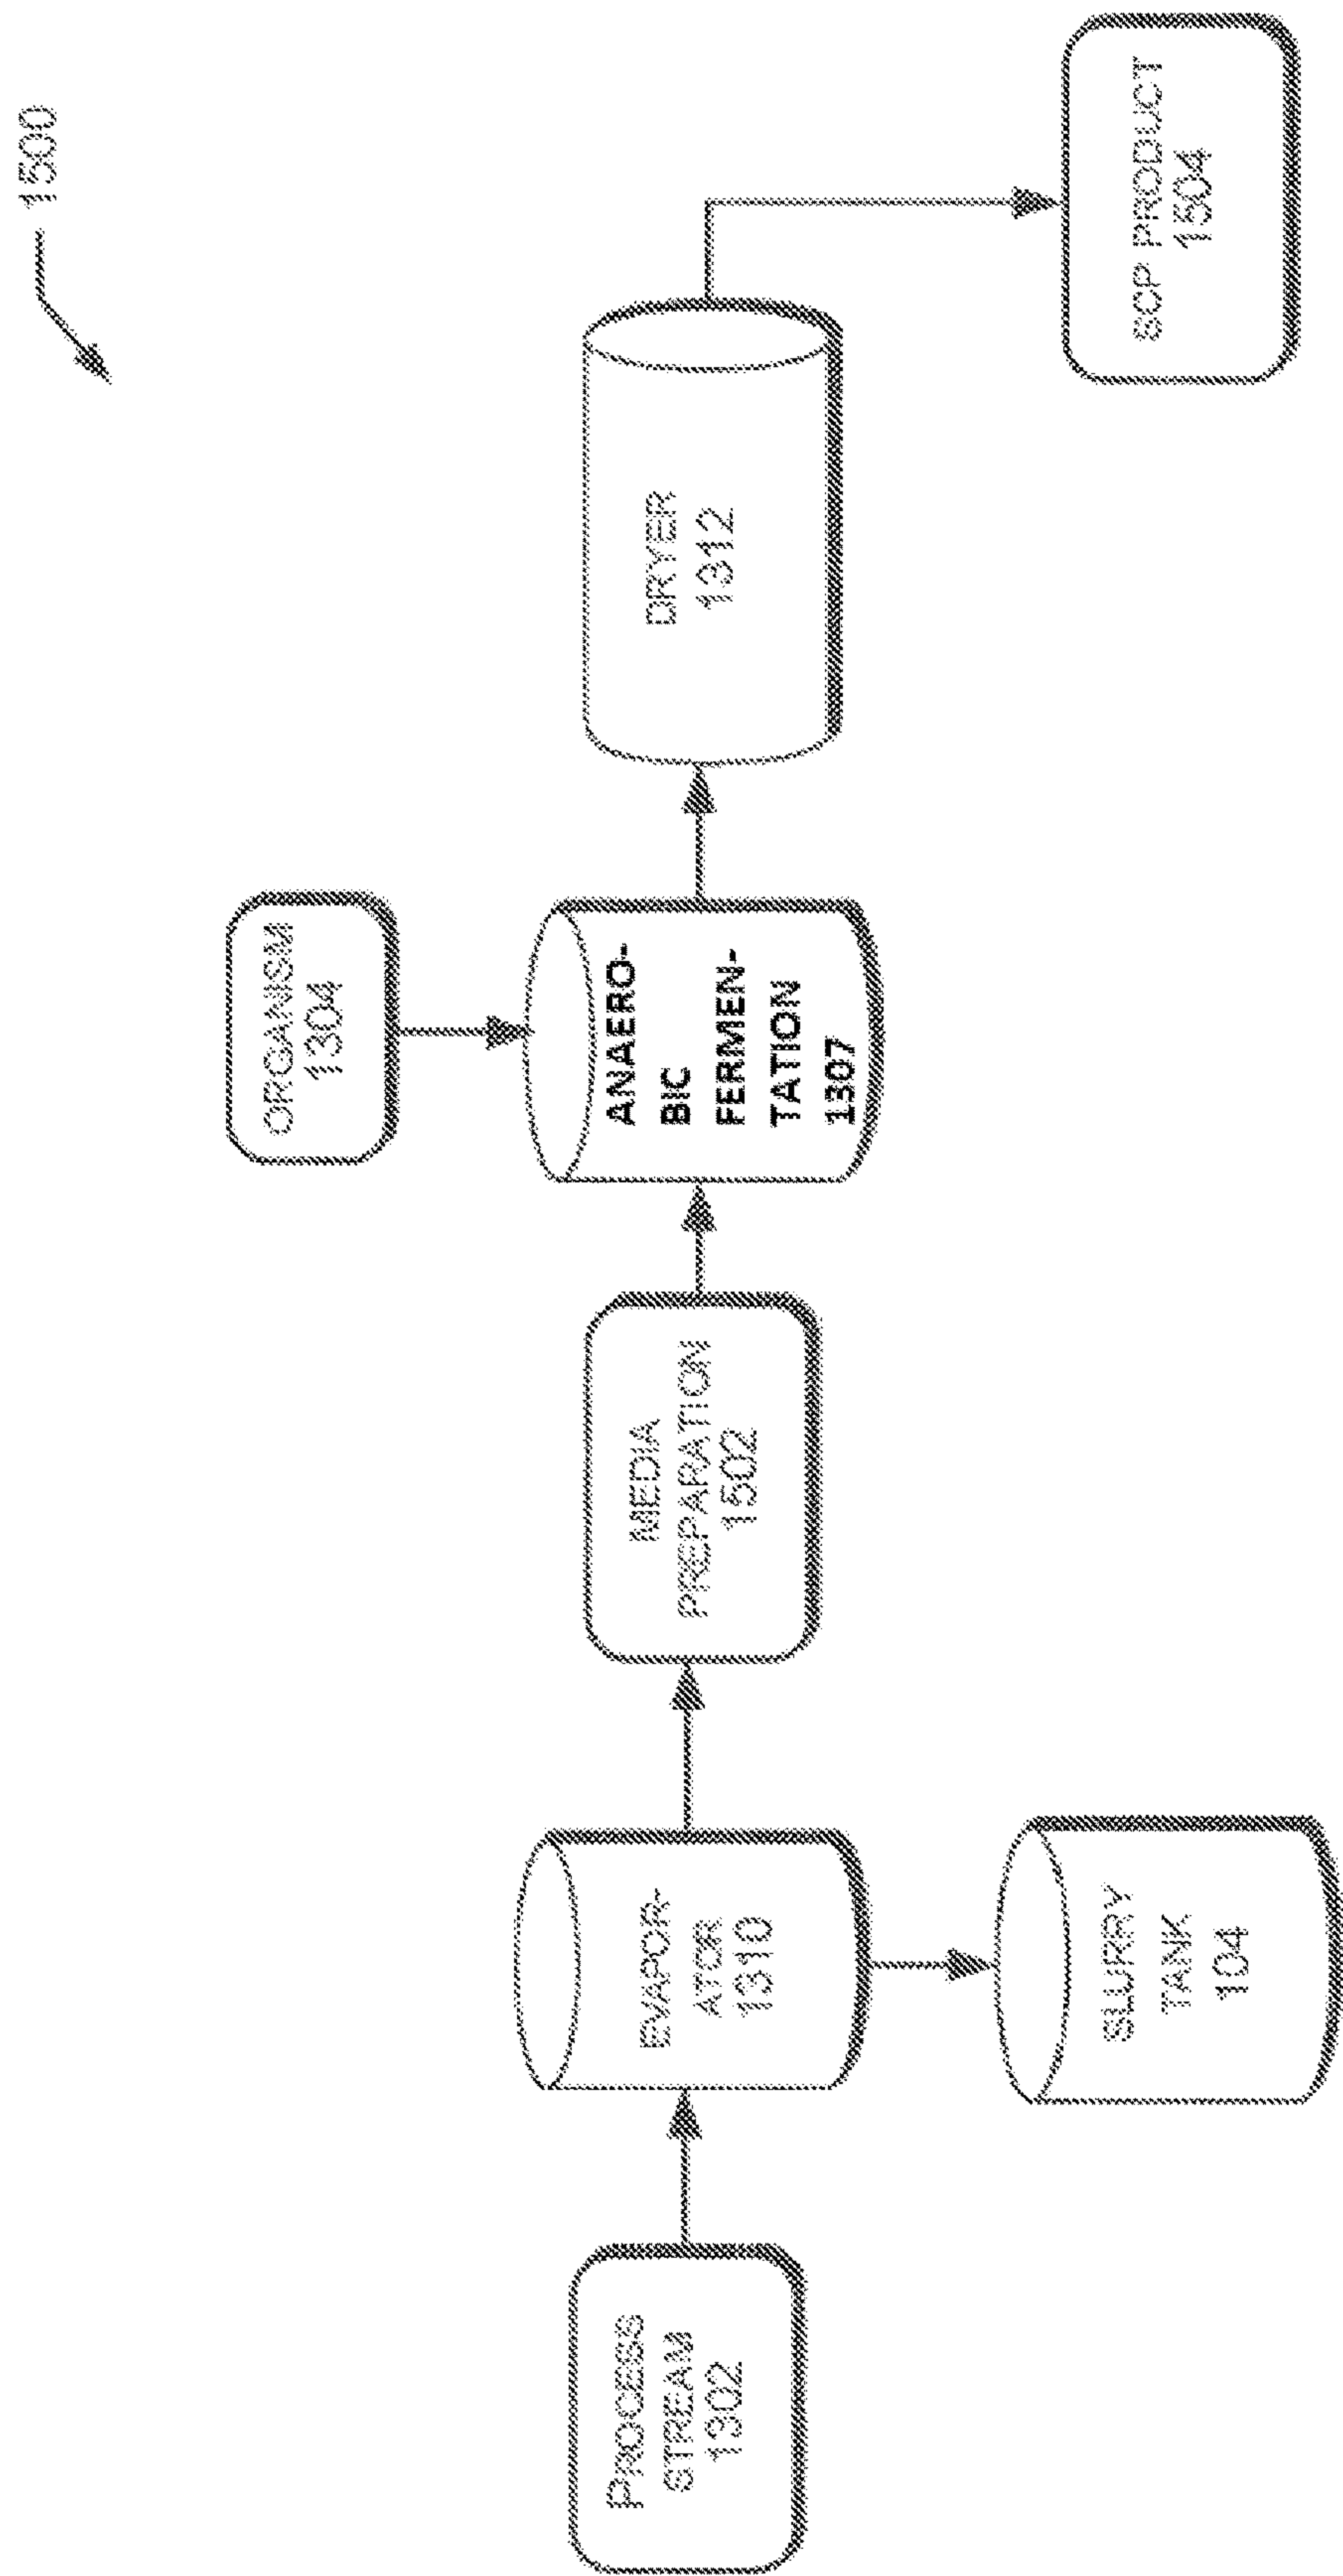 1500
ORGANISM
1304
PROCESS
STREAM
1302
EVAPOR-
ATOR
1310
MEDIA
PREPARATION
1502
ANAERO-
BIC
FERMEN-
TATION
1307
DRYER
1312
SLURRY
TANK
104
SCP PRODUCT
1504